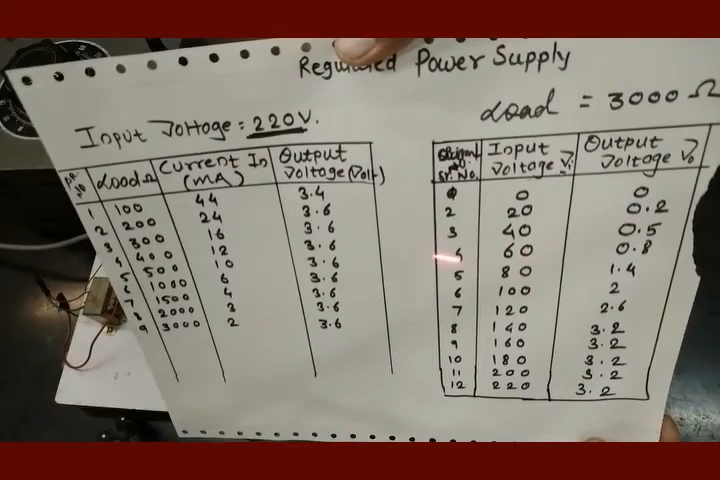 Regulated Power Supply
Input Voltage = 220V.
SR NO Load Ω Current In (mA) Output Voltage (Volt)
1 100 44 3.4
2 200 24 3.6
3 300 16 3.6
4 400 12 3.6
5 500 10 3.6
6 1000 6 3.6
7 1500 4 3.6
8 2000 3 3.6
9 3000 2 3.6
Load = 3000 Ω
Sr. No. Input Voltage Vi Output Voltage Vo
0 0
2 20 0.2
3 40 0.5
4 60 0.8
5 80 1.4
6 100 2
7 120 2.6
8 140 3.2
9 160 3.2
10 180 3.2
11 200 3.2
12 220 3.2